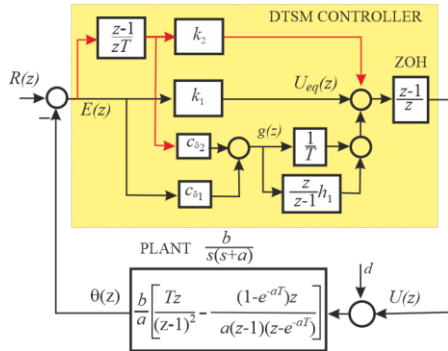 DTSM CONTROLLER
z-1
zT
k2
ZOH
R(z)
E(z)
k1
Ueq(z)
z-1
z
−
cδ2
g(z)
1
T
cδ1
z
z-1 h1
PLANT b
s(s+a)
d
θ(z)
b
a
[ Tz
(z-1)²
- (1-e^-aT)z
a(z-1)(z-e^-aT) ]
U(z)